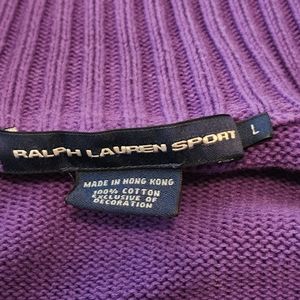 RALPH LAUREN SPORT
L
MADE IN HONG KONG
100% COTTON
EXCLUSIVE OF
DECORATION